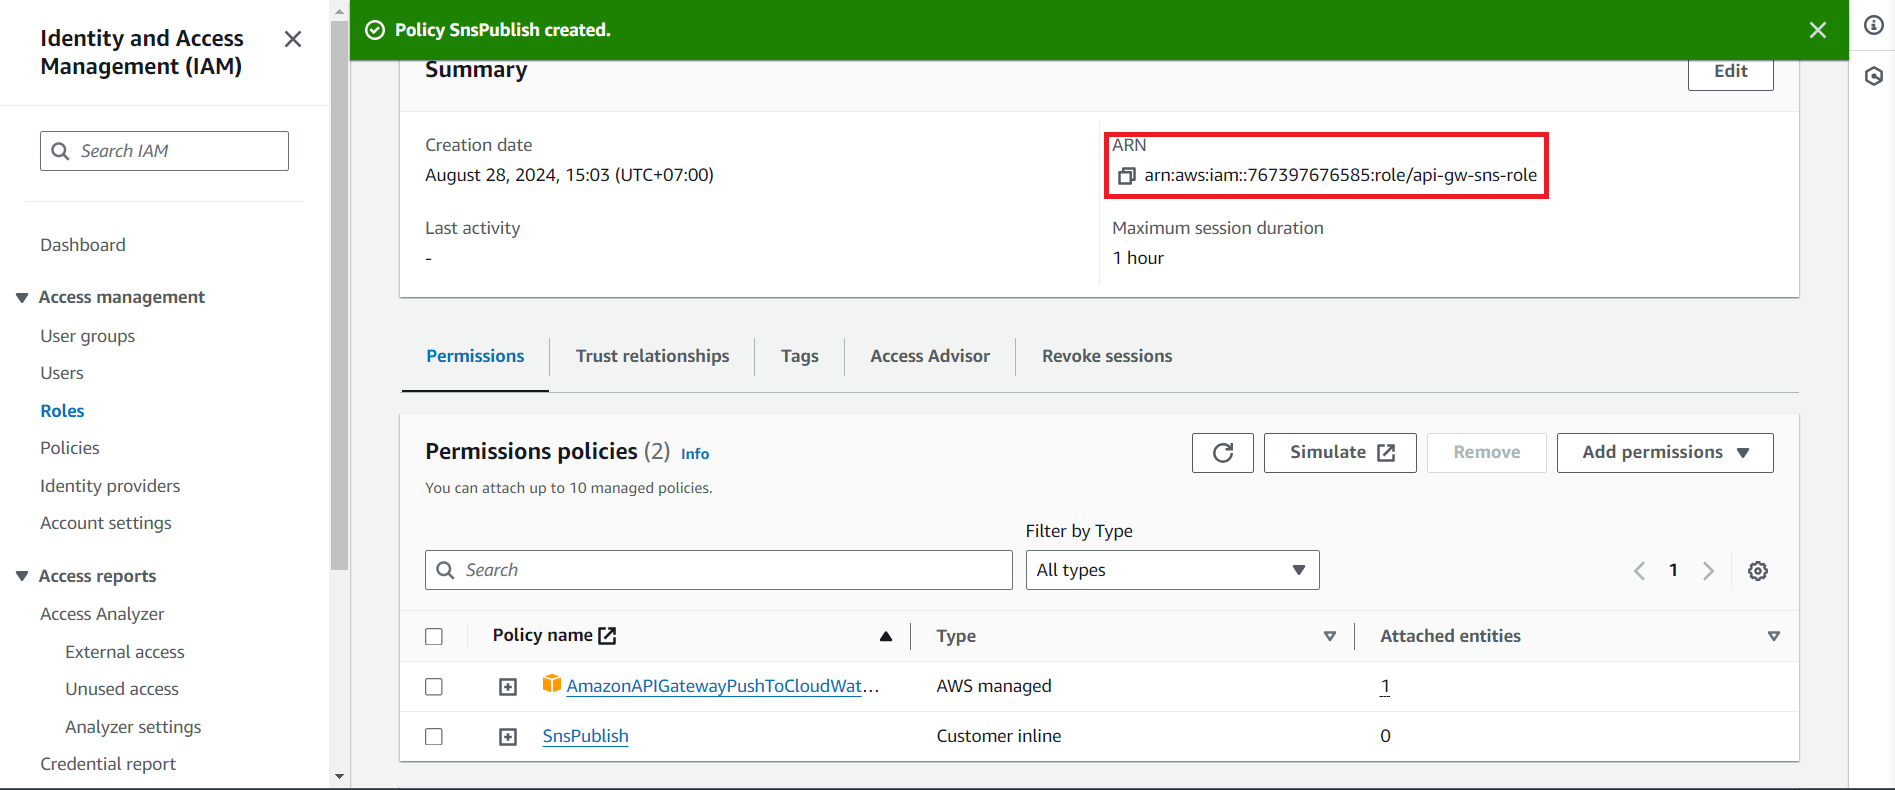 Identity and Access
Management (IAM)
Search IAM
Dashboard
Access management
User groups
Users
Roles
Policies
Identity providers
Account settings
Access reports
Access Analyzer
External access
Unused access
Analyzer settings
Credential report
Policy SnsPublish created.
Summary
Edit
Creation date
August 28, 2024, 15:03 (UTC+07:00)
ARN
arn:aws:iam::767397676585:role/api-gw-sns-role
Last activity
-
Maximum session duration
1 hour
Permissions
Trust relationships
Tags
Access Advisor
Revoke sessions
Permissions policies (2) Info
You can attach up to 10 managed policies.
Simulate
Remove
Add permissions
Filter by Type
Search
All types
1
Policy name
Type
Attached entities
AmazonAPIGatewayPushToCloudWat...
AWS managed
1
SnsPublish
Customer inline
0